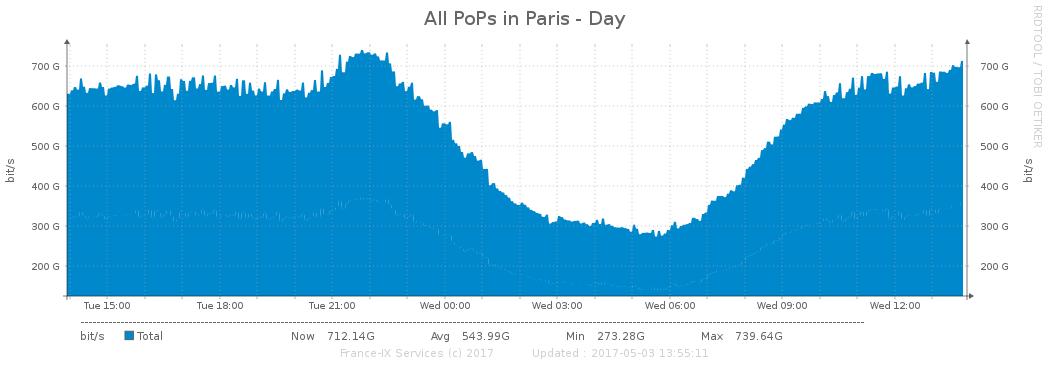 All PoPs in Paris - Day
RRDTOOL / TOBI OETIKER
bit/s
bit/s
700 G 700 G
600 G 600 G
500 G 500 G
400 G 400 G
300 G 300 G
200 G 200 G
Tue 15:00 Tue 18:00 Tue 21:00 Wed 00:00 Wed 03:00 Wed 06:00 Wed 09:00 Wed 12:00
bit/s Total Now 712.14G Avg 543.99G Min 273.28G Max 739.64G
France-IX Services (c) 2017 Updated : 2017-05-03 13:55:11